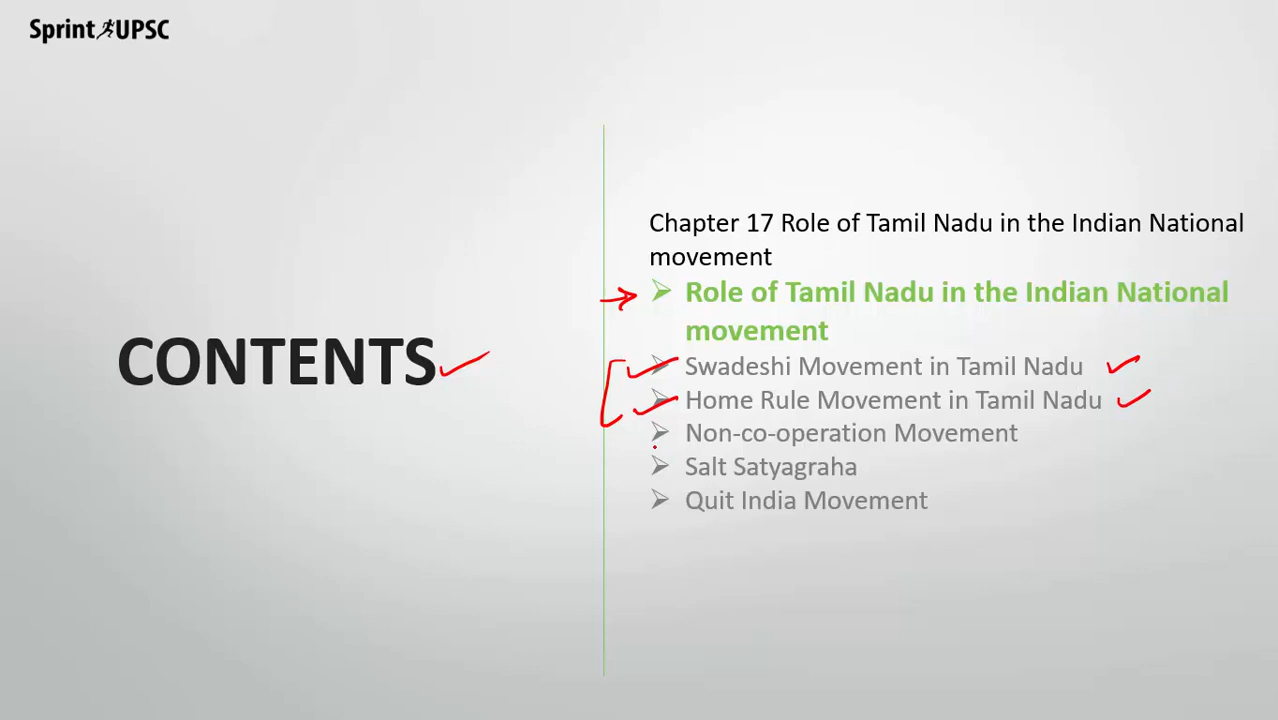 Sprint UPSC
CONTENTS
Chapter 17 Role of Tamil Nadu in the Indian National
movement
Role of Tamil Nadu in the Indian National
movement
Swadeshi Movement in Tamil Nadu
Home Rule Movement in Tamil Nadu
Non-co-operation Movement
Salt Satyagraha
Quit India Movement